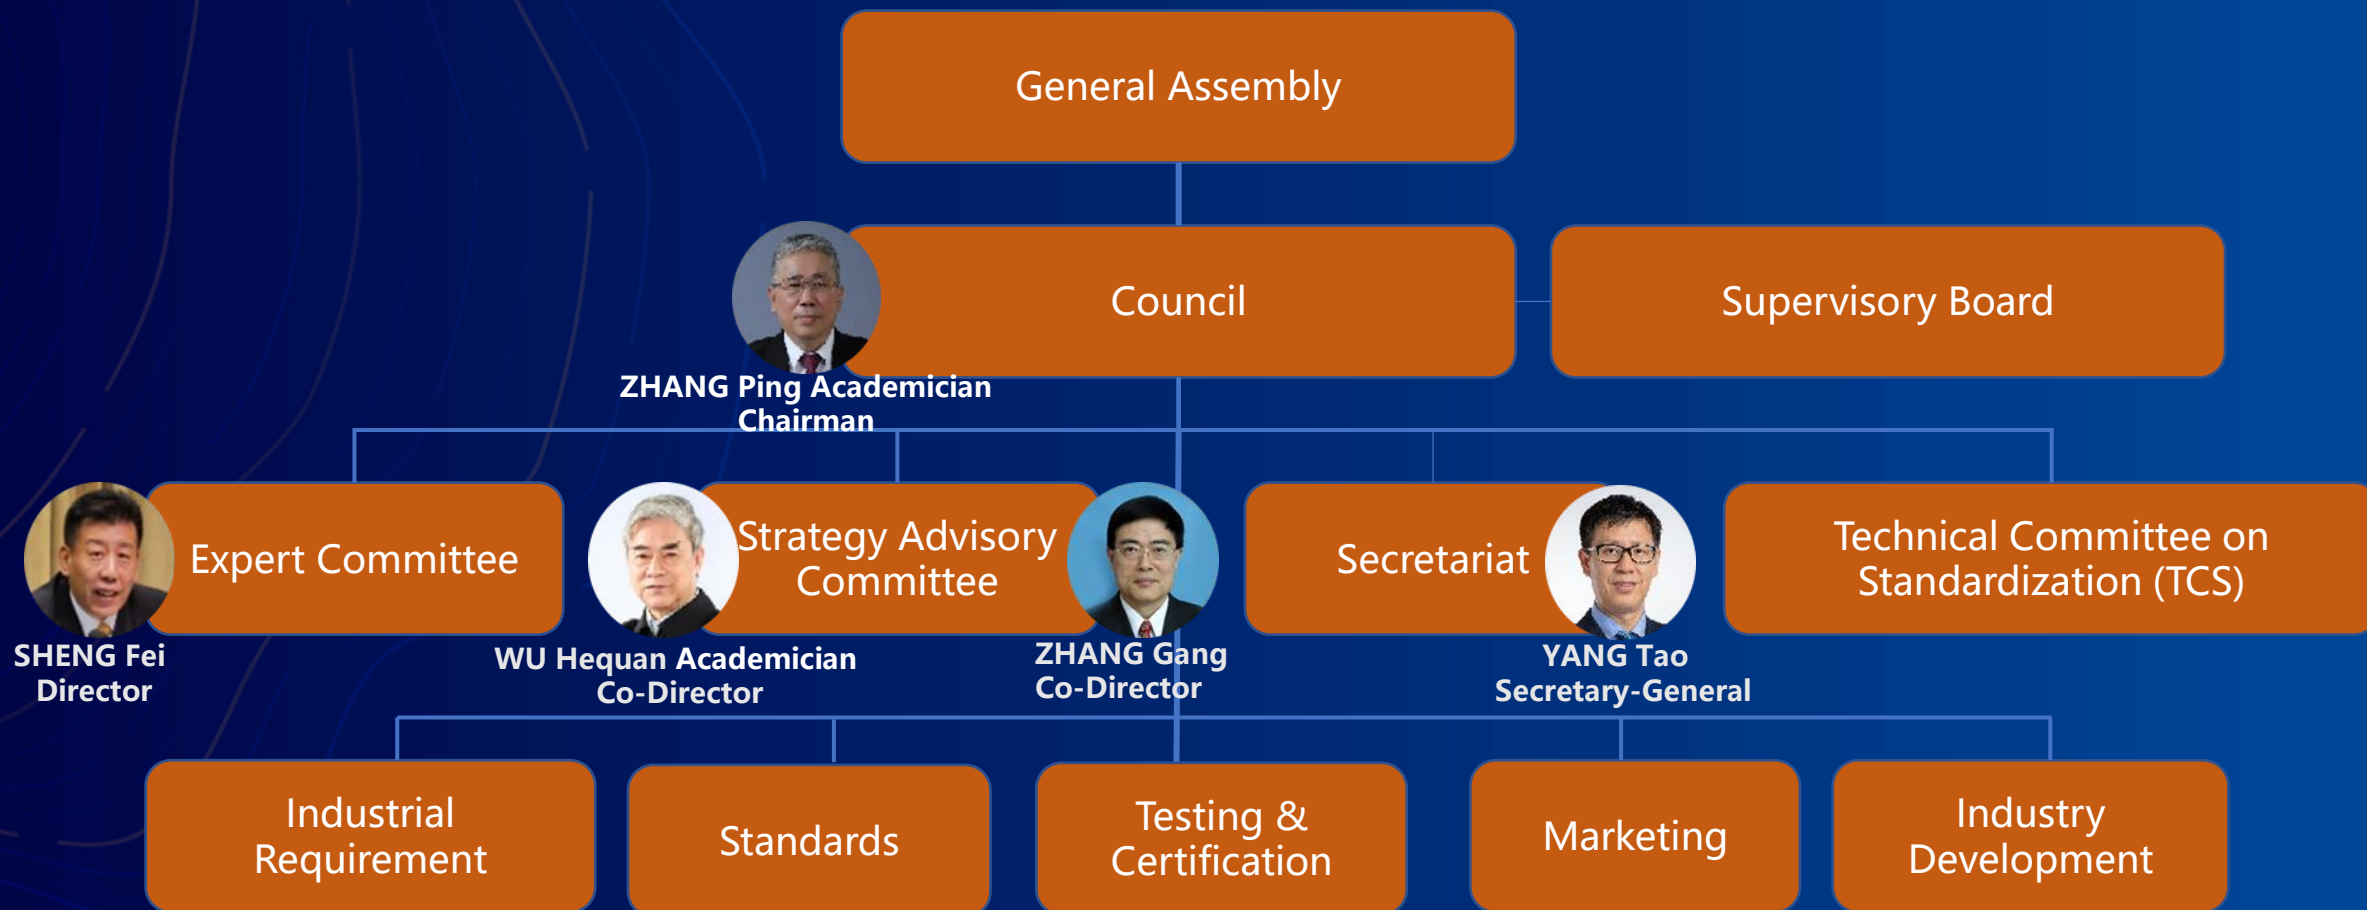 General Assembly
Council
Supervisory Board
ZHANG Ping Academician
Chairman
Expert Committee
Strategy Advisory
Committee
Secretariat
Technical Committee on
Standardization (TCS)
SHENG Fei
Director
WU Hequan Academician
Co-Director
ZHANG Gang
Co-Director
YANG Tao
Secretary-General
Industrial
Requirement
Standards
Testing &
Certification
Marketing
Industry
Development